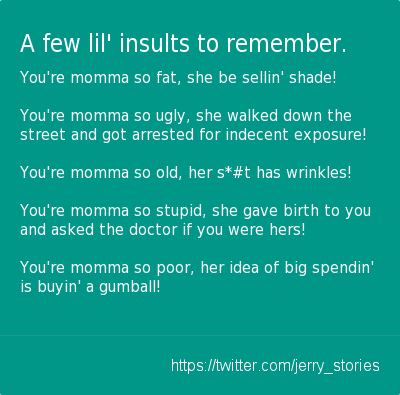 A few lil' insults to remember.
You're momma so fat, she be sellin' shade!
You're momma so ugly, she walked down the
street and got arrested for indecent exposure!
You're momma so old, her s*#t has wrinkles!
You're momma so stupid, she gave birth to you
and asked the doctor if you were hers!
You're momma so poor, her idea of big spendin'
is buyin' a gumball!
https://twitter.com/jerry_stories